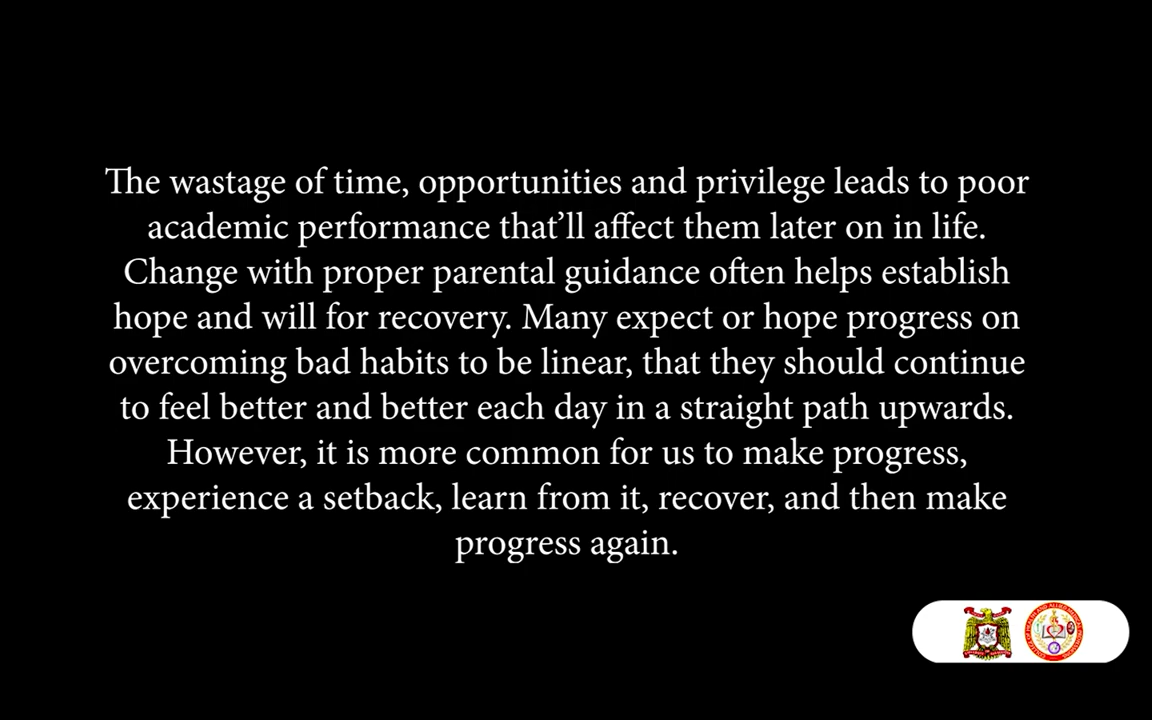 The wastage of time, opportunities and privilege leads to poor
academic performance that’ll affect them later on in life.
Change with proper parental guidance often helps establish
hope and will for recovery. Many expect or hope progress on
overcoming bad habits to be linear, that they should continue
to feel better and better each day in a straight path upwards.
However, it is more common for us to make progress,
experience a setback, learn from it, recover, and then make
progress again.